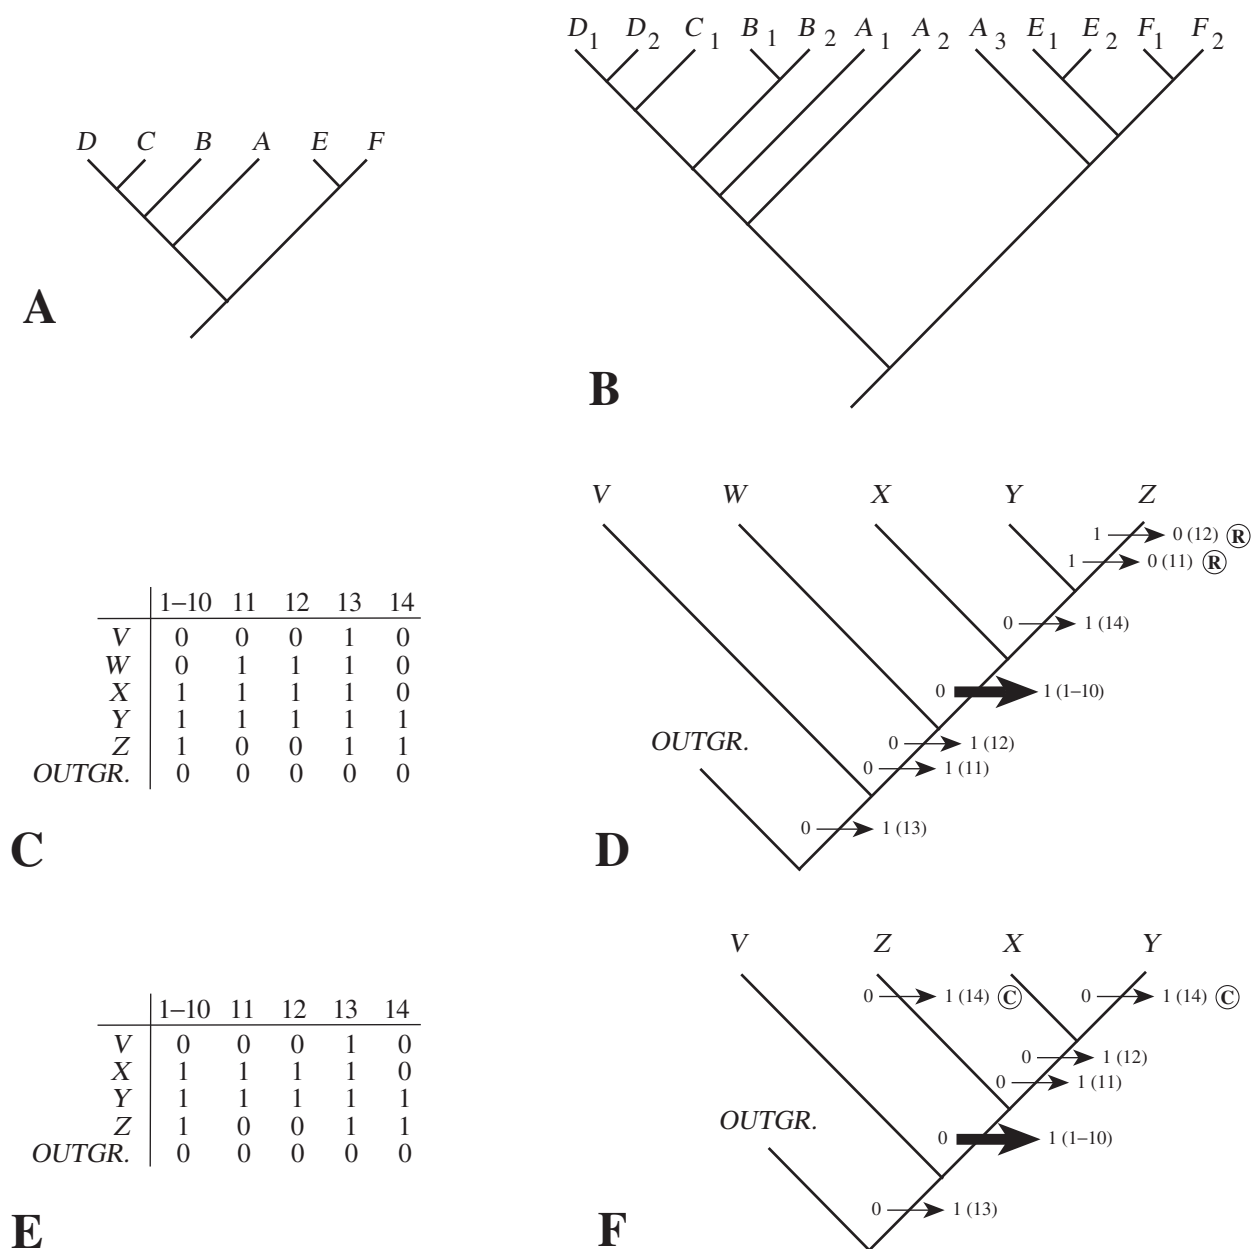 D1 D2 C1 B1 B2 A1 A2 A3 E1 E2 F1 F2
D C B A E F
A
B
V W X Y Z
1 0 (12) R
1 0 (11) R
0 1 (14)
0 1 (1–10)
OUTGR.
0 1 (12)
0 1 (11)
0 1 (13)
1–10 11 12 13 14
V 0 0 0 1 0
W 0 1 1 1 0
X 1 1 1 1 0
Y 1 1 1 1 1
Z 1 0 0 1 1
OUTGR. 0 0 0 0 0
C
D
V Z X Y
0 1 (14) C 0 1 (14) C
0 1 (12)
0 1 (11)
OUTGR.
0 1 (1–10)
0 1 (13)
1–10 11 12 13 14
V 0 0 0 1 0
X 1 1 1 1 0
Y 1 1 1 1 1
Z 1 0 0 1 1
OUTGR. 0 0 0 0 0
E
F